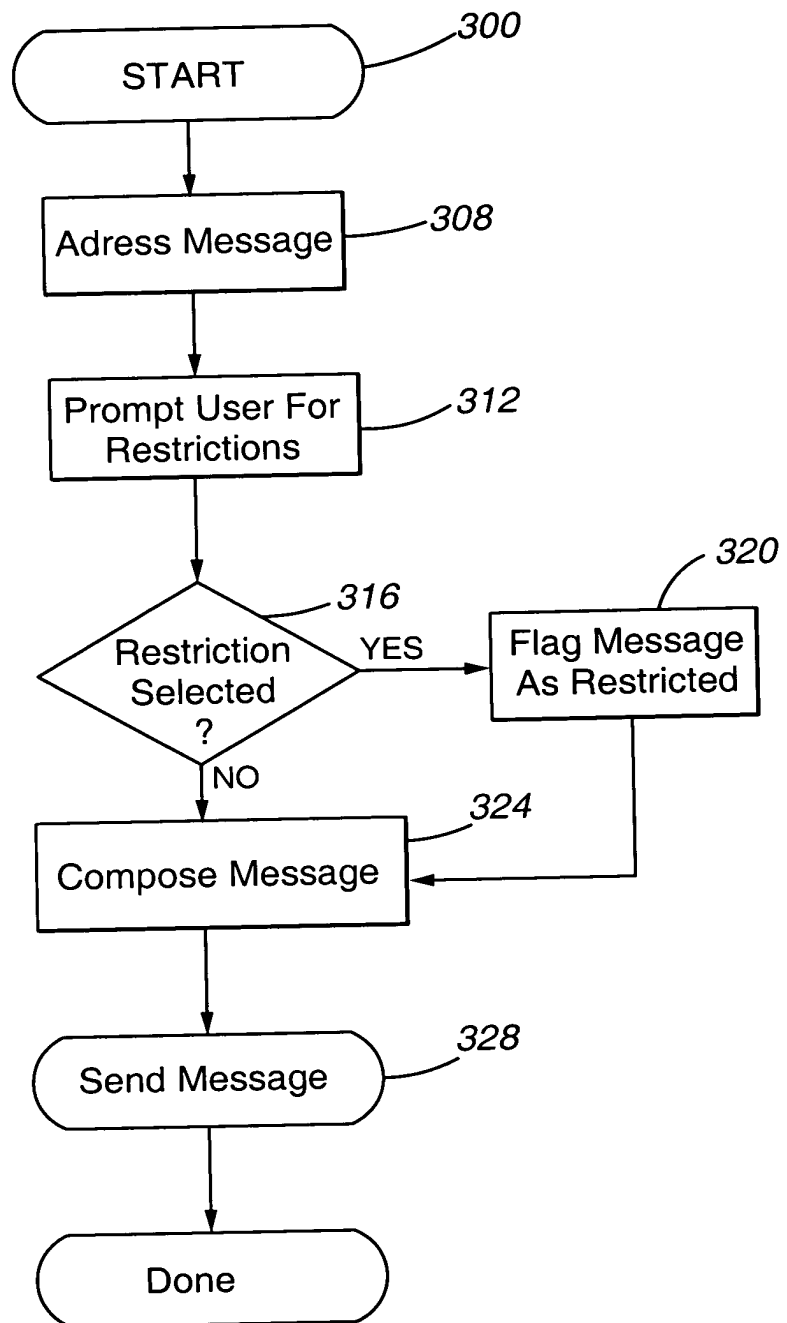 300
START
308
Adress Message
312
Prompt User For
Restrictions
316
Restriction
Selected
?
YES
320
Flag Message
As Restricted
NO
324
Compose Message
328
Send Message
Done